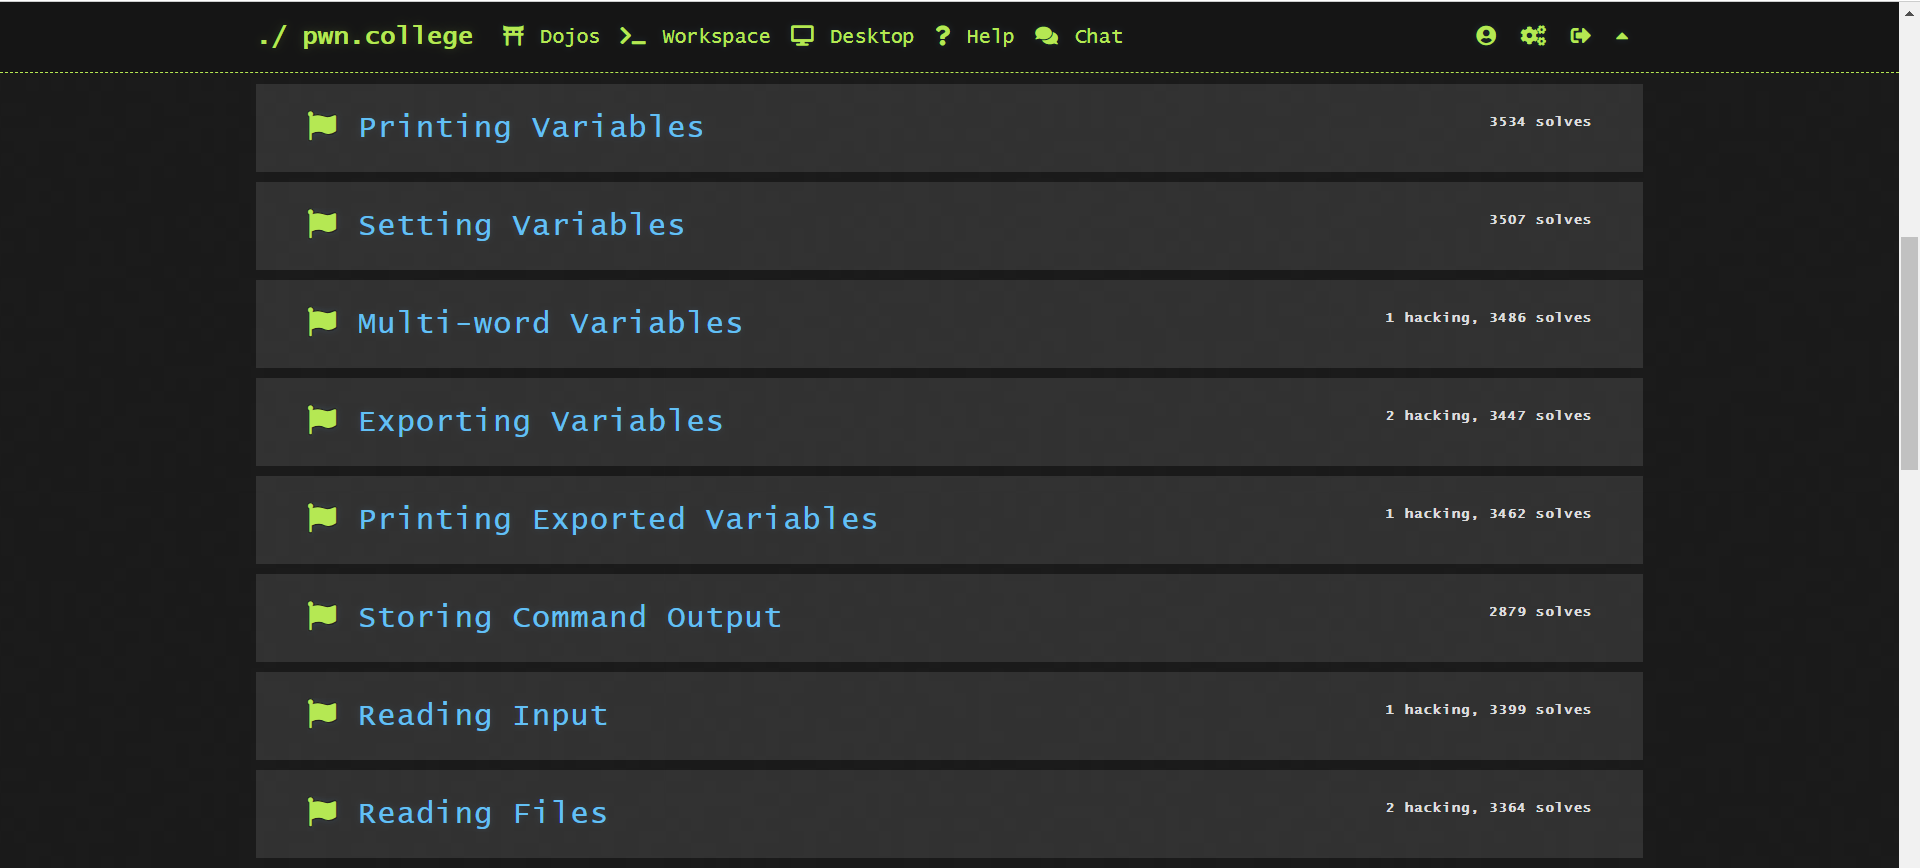 ./ pwn.college Dojos Workspace Desktop ? Help Chat
Printing Variables 3534 solves
Setting Variables 3507 solves
Multi-word Variables 1 hacking, 3486 solves
Exporting Variables 2 hacking, 3447 solves
Printing Exported Variables 1 hacking, 3462 solves
Storing Command Output 2879 solves
Reading Input 1 hacking, 3399 solves
Reading Files 2 hacking, 3364 solves